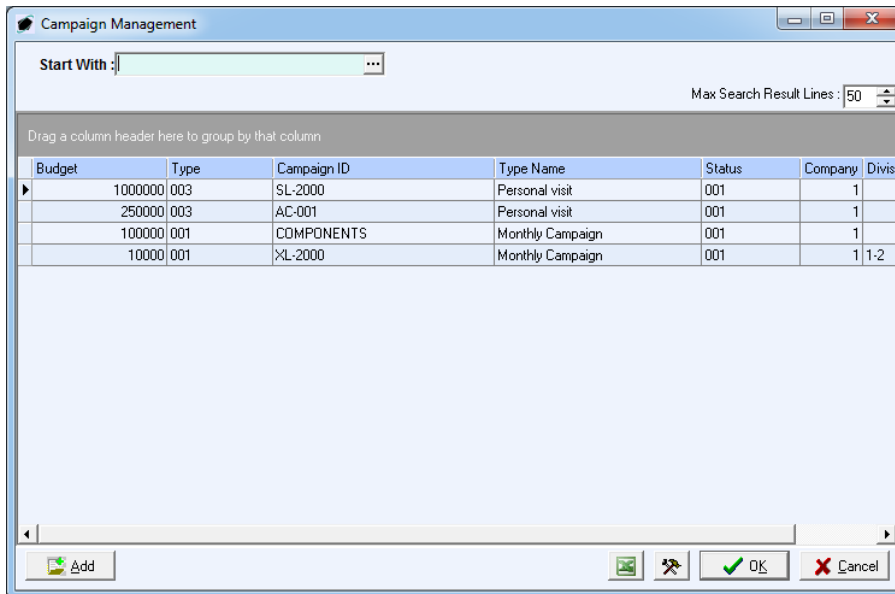 Campaign Management
Start With :
...
Max Search Result Lines : 50
Drag a column header here to group by that column
Budget Type Campaign ID Type Name Status Company Divis
1000000 003 SL-2000 Personal visit 001 1
250000 003 AC-001 Personal visit 001 1
100000 001 COMPONENTS Monthly Campaign 001 1
10000 001 XL-2000 Monthly Campaign 001 1 1-2
Add OK Cancel